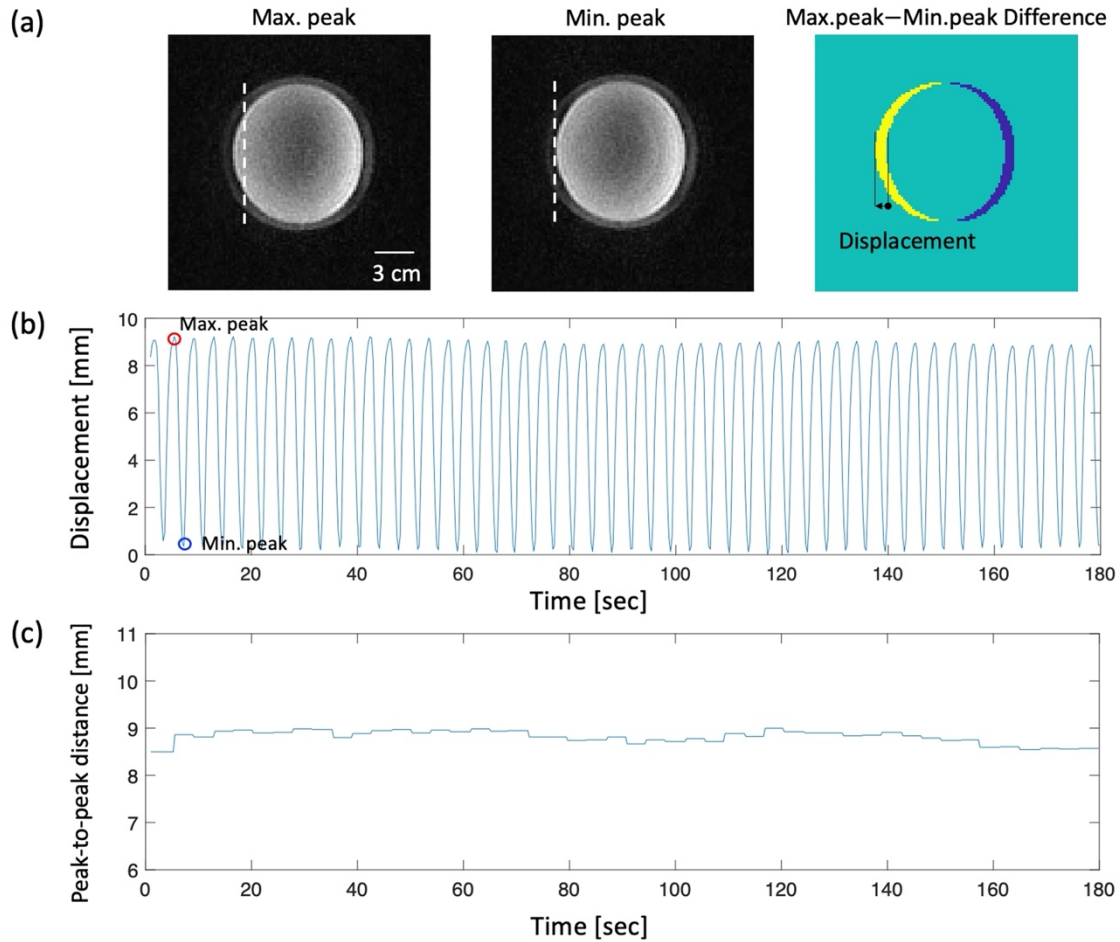 (a)
Max. peak
Min. peak
Max.peak−Min.peak Difference
3 cm
Displacement
(b)
Displacement [mm]
10
8
6
4
2
0
Max. peak
Min. peak
0 20 40 60 80 100 120 140 160 180
Time [sec]
(c)
Peak-to-peak distance [mm]
11
10
9
8
7
6
0 20 40 60 80 100 120 140 160 180
Time [sec]